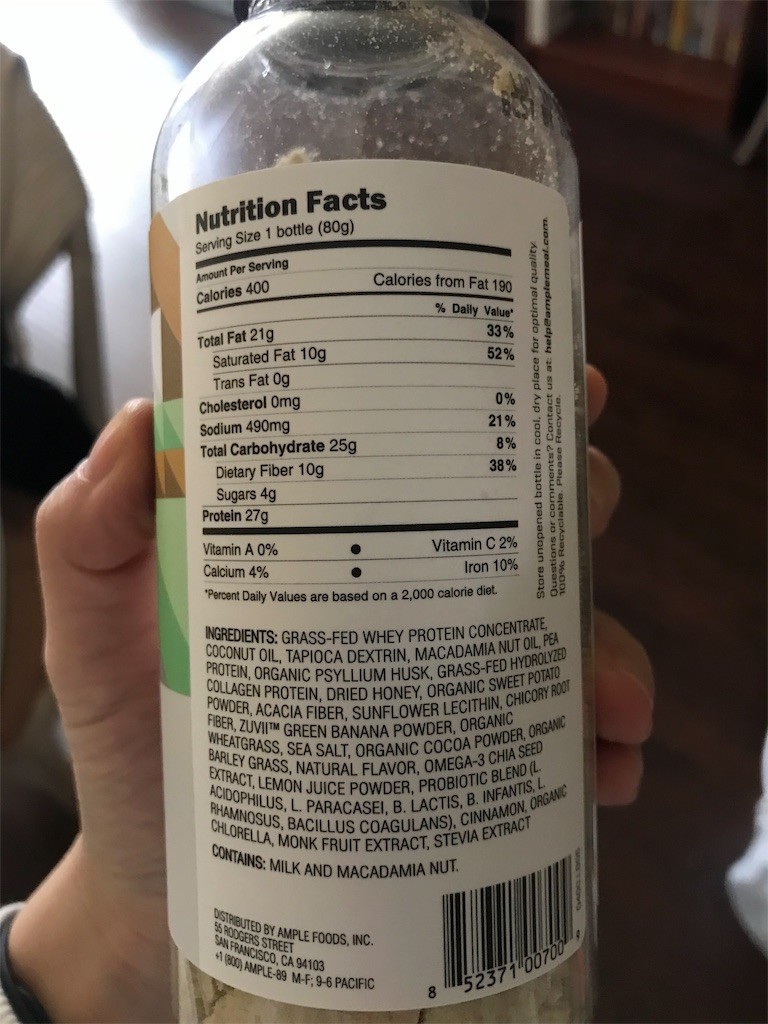 BEST
Nutrition Facts
Serving Size 1 bottle (80g)
Amount Per Serving
Calories 400 Calories from Fat 190
% Daily Value*
Total Fat 21g 33%
Saturated Fat 10g 52%
Trans Fat 0g
Cholesterol 0mg 0%
Sodium 490mg 21%
Total Carbohydrate 25g 8%
Dietary Fiber 10g 38%
Sugars 4g
Protein 27g
Vitamin A 0% • Vitamin C 2%
Calcium 4% • Iron 10%
*Percent Daily Values are based on a 2,000 calorie diet.
INGREDIENTS: GRASS-FED WHEY PROTEIN CONCENTRATE,
COCONUT OIL, TAPIOCA DEXTRIN, MACADAMIA NUT OIL, PEA
PROTEIN, ORGANIC PSYLLIUM HUSK, GRASS-FED HYDROLYZED
COLLAGEN PROTEIN, DRIED HONEY, ORGANIC SWEET POTATO
POWDER, ACACIA FIBER, SUNFLOWER LECITHIN, CHICORY ROOT
FIBER, ZUVII™ GREEN BANANA POWDER, ORGANIC
WHEATGRASS, SEA SALT, ORGANIC COCOA POWDER, ORGANIC
BARLEY GRASS, NATURAL FLAVOR, OMEGA-3 CHIA SEED
EXTRACT, LEMON JUICE POWDER, PROBIOTIC BLEND (L.
ACIDOPHILUS, L. PARACASEI, B. LACTIS, B. INFANTIS, L.
RHAMNOSUS, BACILLUS COAGULANS), CINNAMON, ORGANIC
CHLORELLA, MONK FRUIT EXTRACT, STEVIA EXTRACT
CONTAINS: MILK AND MACADAMIA NUT.
DISTRIBUTED BY AMPLE FOODS, INC.
55 RODGERS STREET
SAN FRANCISCO, CA 94103
+1 (800) AMPLE-89 M-F; 9-6 PACIFIC
8 52371 00700 9
Store unopened bottle in cool, dry place for optimal quality.
Questions or comments? Contact us at: help@amplemeal.com.
100% Recyclable. Please Recycle.